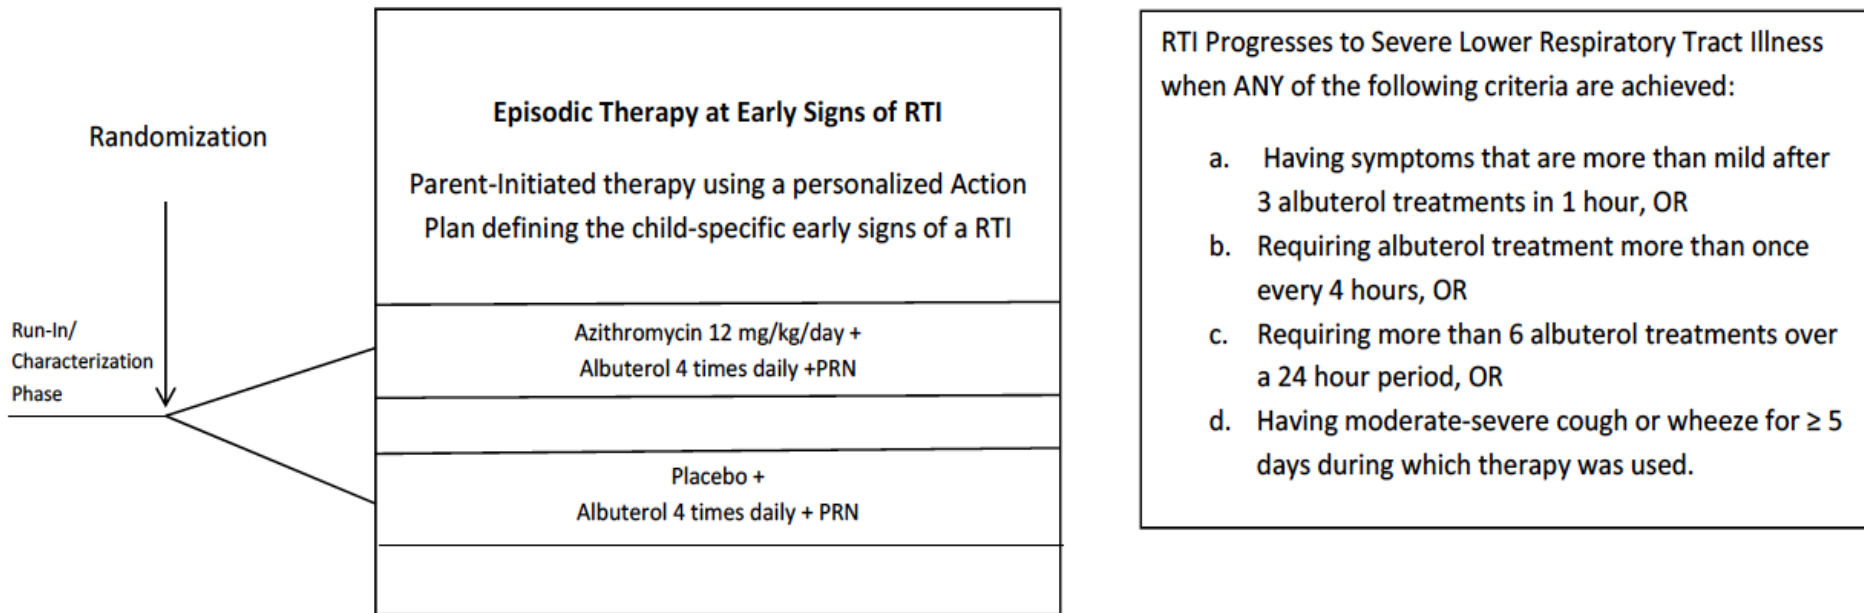 Randomization
Run-In/
Characterization
Phase
Episodic Therapy at Early Signs of RTI
Parent-Initiated therapy using a personalized Action
Plan defining the child-specific early signs of a RTI
Azithromycin 12 mg/kg/day +
Albuterol 4 times daily +PRN
Placebo +
Albuterol 4 times daily + PRN
RTI Progresses to Severe Lower Respiratory Tract Illness
when ANY of the following criteria are achieved:
a. Having symptoms that are more than mild after
3 albuterol treatments in 1 hour, OR
b. Requiring albuterol treatment more than once
every 4 hours, OR
c. Requiring more than 6 albuterol treatments over
a 24 hour period, OR
d. Having moderate-severe cough or wheeze for ≥ 5
days during which therapy was used.